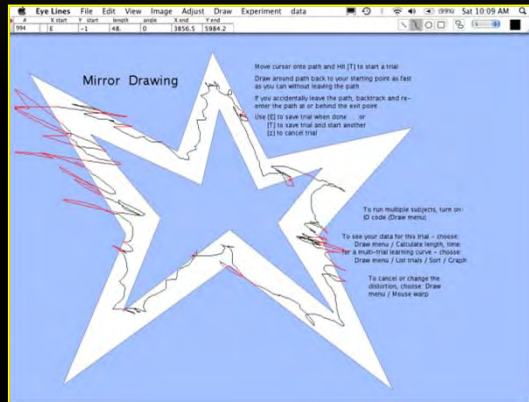 Eye Lines File Edit View Image Adjust Draw Experiment data (99%) Sat 10:09 AM
# X start Y start length angle X end Y end
994 E -1 48. 0 3856.5 5984.2
Mirror Drawing
Move cursor onto path and Hit [T] to start a trial
Draw around path back to your starting point as fast
as you can without leaving the path
If you accidentally leave the path, backtrack and re-
enter the path at or behind the exit point
Use [E] to save trial when done ... or
[T] to save trial and start another
[z] to cancel trial
To run multiple subjects, turn on
ID code (Draw menu)
To see your data for this trial - choose:
Draw menu / Calculate length, time
for a multi-trial learning curve - choose:
Draw menu / List trials / Sort / Graph
To cancel or change the
distortion, choose: Draw
menu / Mouse warp